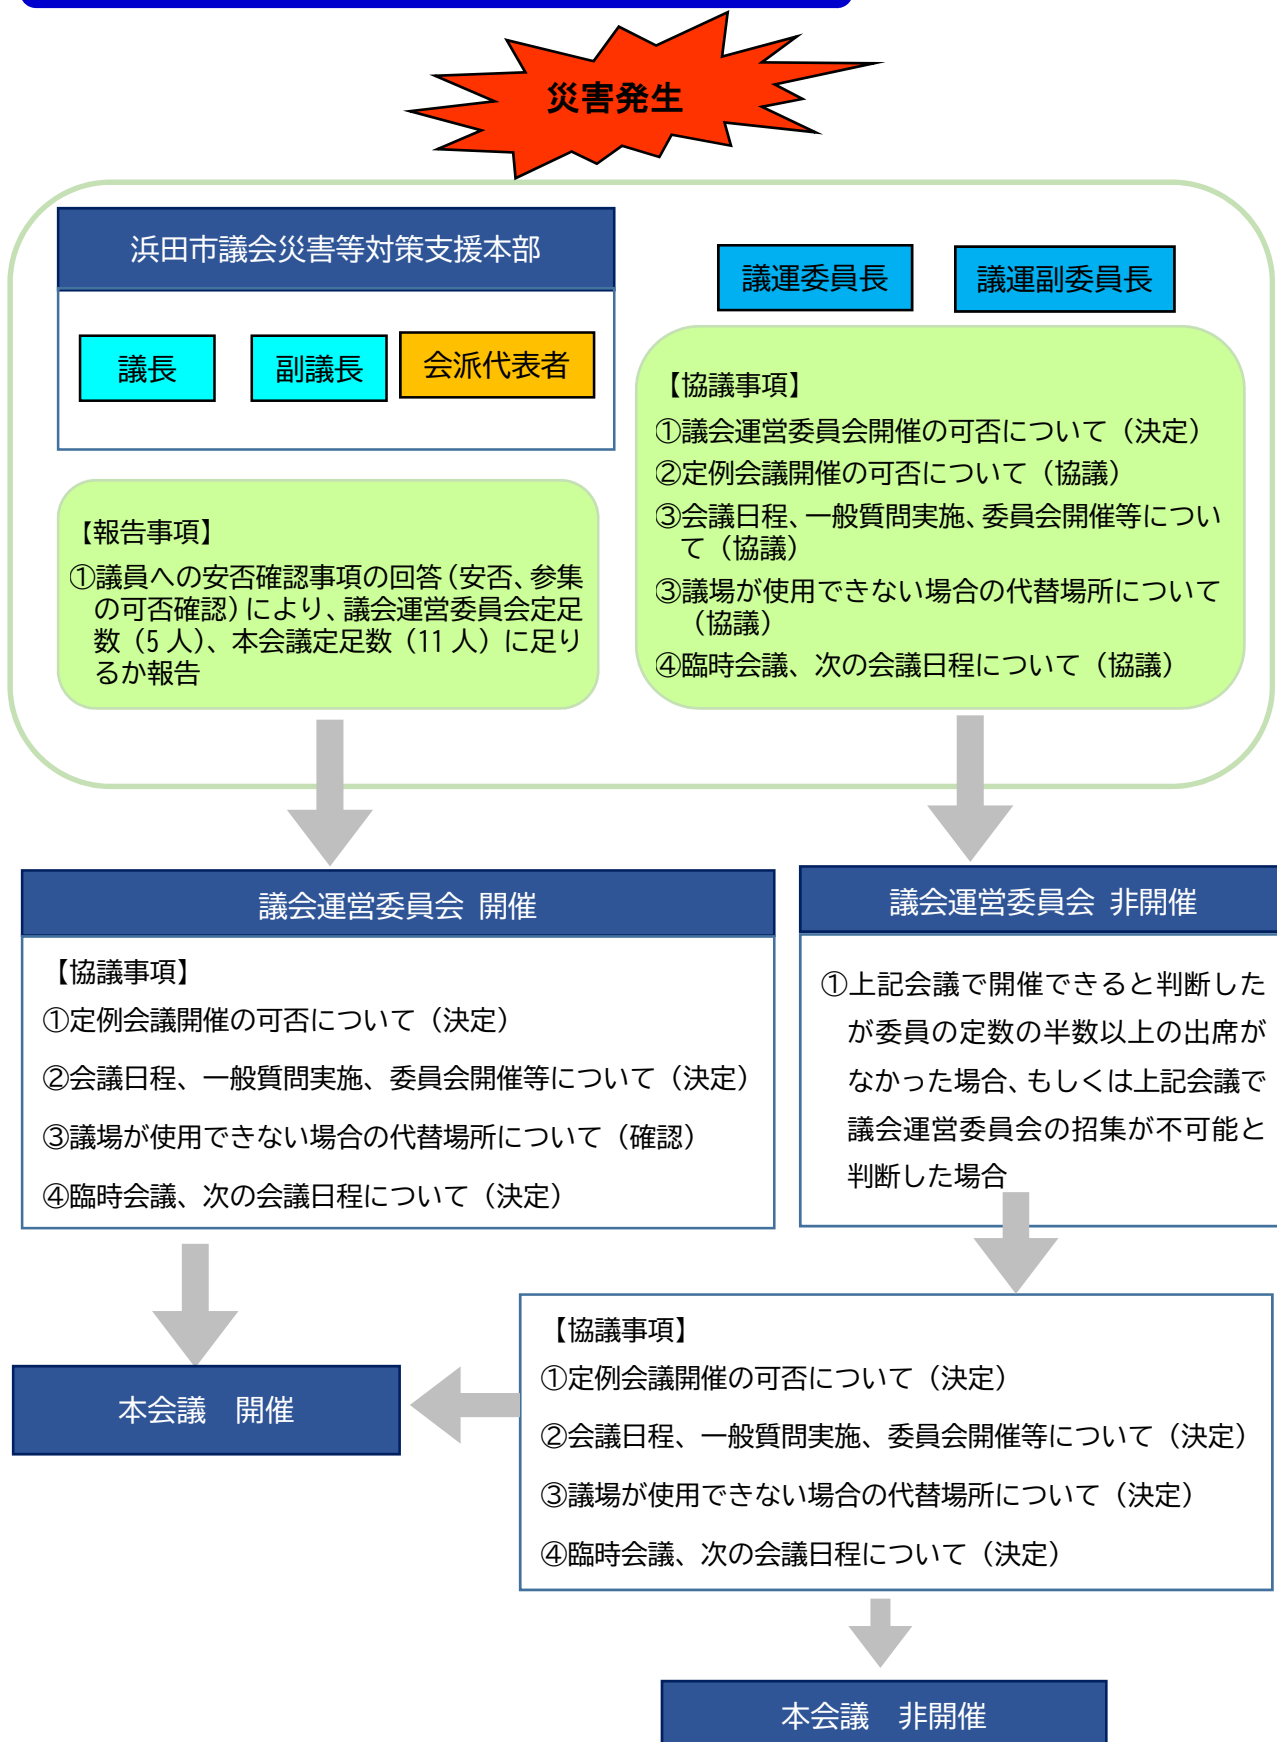 災害発生
浜田市議会災害等対策支援本部
議長
副議長
会派代表者
議運委員長
議運副委員長
【報告事項】
①議員への安否確認事項の回答（安否、参集
の可否確認）により、議会運営委員会定足
数（5人）、本会議定足数（11人）に足り
るか報告
【協議事項】
①議会運営委員会開催の可否について（決定）
②定例会議開催の可否について（協議）
③会議日程、一般質問実施、委員会開催等につい
て（協議）
③議場が使用できない場合の代替場所について
（協議）
④臨時会議、次の会議日程について（協議）
議会運営委員会 開催
【協議事項】
①定例会議開催の可否について（決定）
②会議日程、一般質問実施、委員会開催等について（決定）
③議場が使用できない場合の代替場所について（確認）
④臨時会議、次の会議日程について（決定）
議会運営委員会 非開催
①上記会議で開催できると判断した
が委員の定数の半数以上の出席が
なかった場合、もしくは上記会議で
議会運営委員会の招集が不可能と
判断した場合
【協議事項】
①定例会議開催の可否について（決定）
②会議日程、一般質問実施、委員会開催等について（決定）
③議場が使用できない場合の代替場所について（決定）
④臨時会議、次の会議日程について（決定）
本会議　開催
本会議　非開催